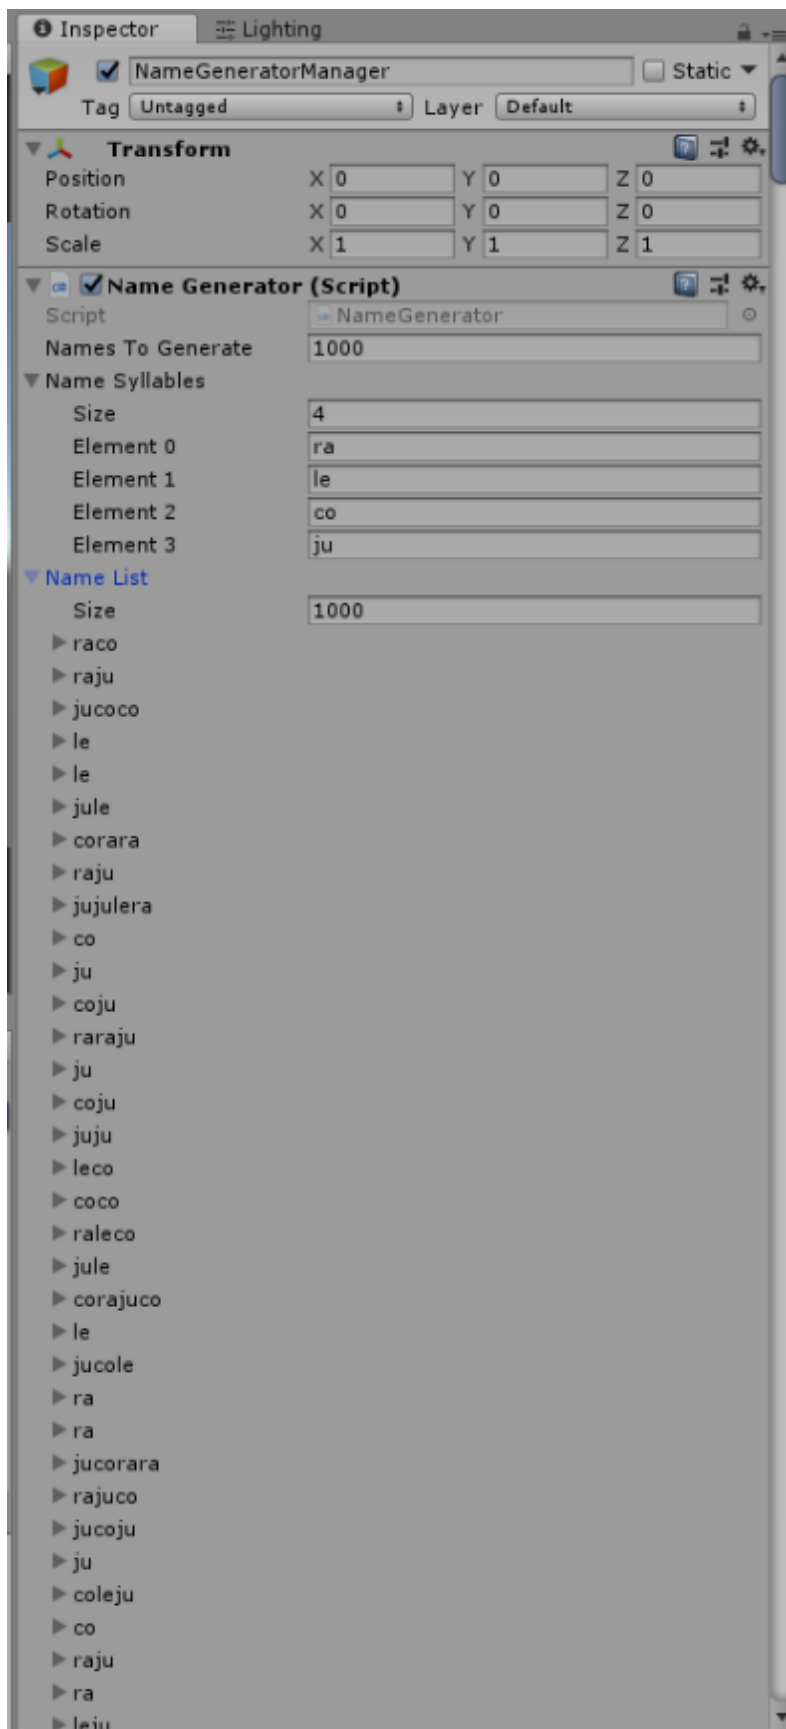 Inspector Lighting
NameGeneratorManager Static
Tag Untagged Layer Default
Transform
Position X 0 Y 0 Z 0
Rotation X 0 Y 0 Z 0
Scale X 1 Y 1 Z 1
Name Generator (Script)
Script NameGenerator
Names To Generate 1000
Name Syllables
Size 4
Element 0 ra
Element 1 le
Element 2 co
Element 3 ju
Name List
Size 1000
raco
raju
jucoco
le
le
jule
corara
raju
jujulera
co
ju
coju
raraju
ju
coju
juju
leco
coco
raleco
jule
corajuco
le
jucole
ra
ra
jucorara
rajuco
jucoju
ju
coleju
co
raju
ra
leju